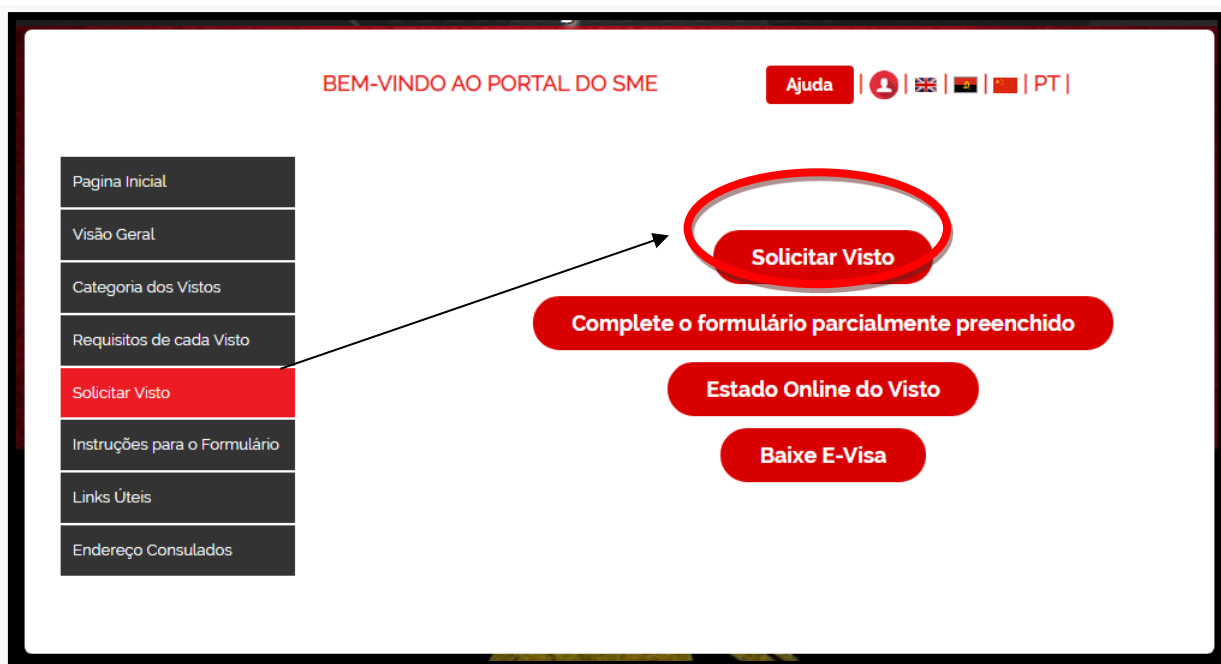 BEM-VINDO AO PORTAL DO SME
Ajuda | | | | | PT |
Pagina Inicial
Visão Geral
Categoria dos Vistos
Requisitos de cada Visto
Solicitar Visto
Instruções para o Formulário
Links Úteis
Endereço Consulados
Solicitar Visto
Complete o formulário parcialmente preenchido
Estado Online do Visto
Baixe E-Visa